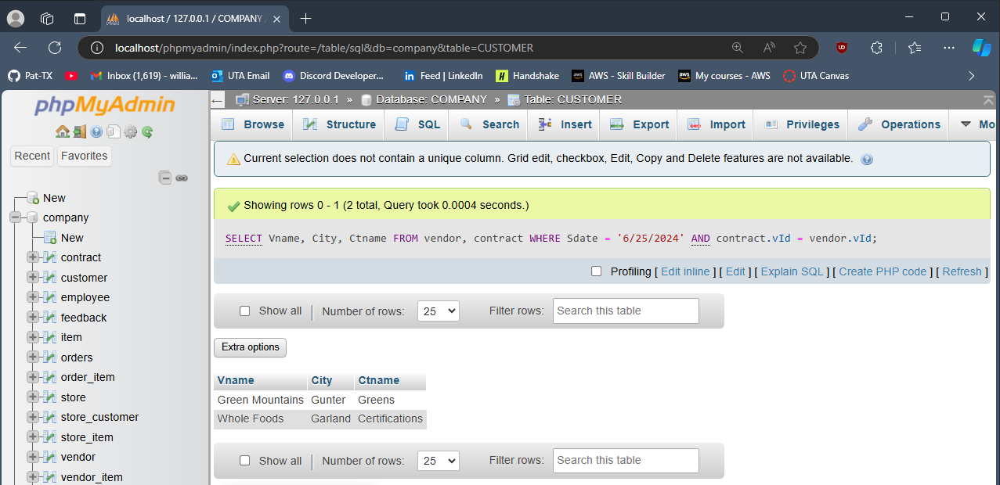 localhost / 127.0.0.1 / COMPANY
localhost/phpmyadmin/index.php?route=/table/sql&db=company&table=CUSTOMER
Pat-TX
Inbox (1,619) - willia...
UTA Email
Discord Developer...
Feed | LinkedIn
Handshake
AWS - Skill Builder
My courses - AWS
UTA Canvas
phpMyAdmin
Recent
Favorites
New
company
New
contract
customer
employee
feedback
item
orders
order_item
store
store_customer
store_item
vendor
vendor_item
Server: 127.0.0.1 » Database: COMPANY » Table: CUSTOMER
Browse Structure SQL Search Insert Export Import Privileges Operations Mo
Current selection does not contain a unique column. Grid edit, checkbox, Edit, Copy and Delete features are not available.
Showing rows 0 - 1 (2 total, Query took 0.0004 seconds.)
SELECT Vname, City, Ctname FROM vendor, contract WHERE Sdate = '6/25/2024' AND contract.vId = vendor.vId;
Profiling [ Edit inline ] [ Edit ] [ Explain SQL ] [ Create PHP code ] [ Refresh ]
Show all | Number of rows: 25 Filter rows: Search this table
Extra options
Vname City Ctname
Green Mountains Gunter Greens
Whole Foods Garland Certifications
Show all | Number of rows: 25 Filter rows: Search this table